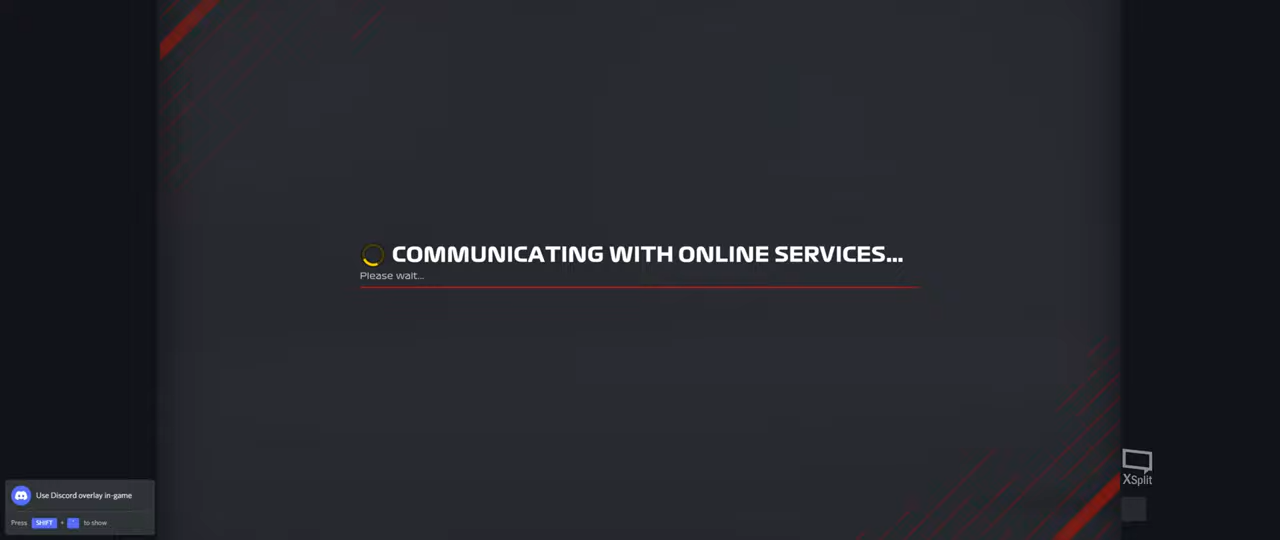 COMMUNICATING WITH ONLINE SERVICES...
Please wait...
XSplit
Use Discord overlay in-game
Press SHIFT + ` to show